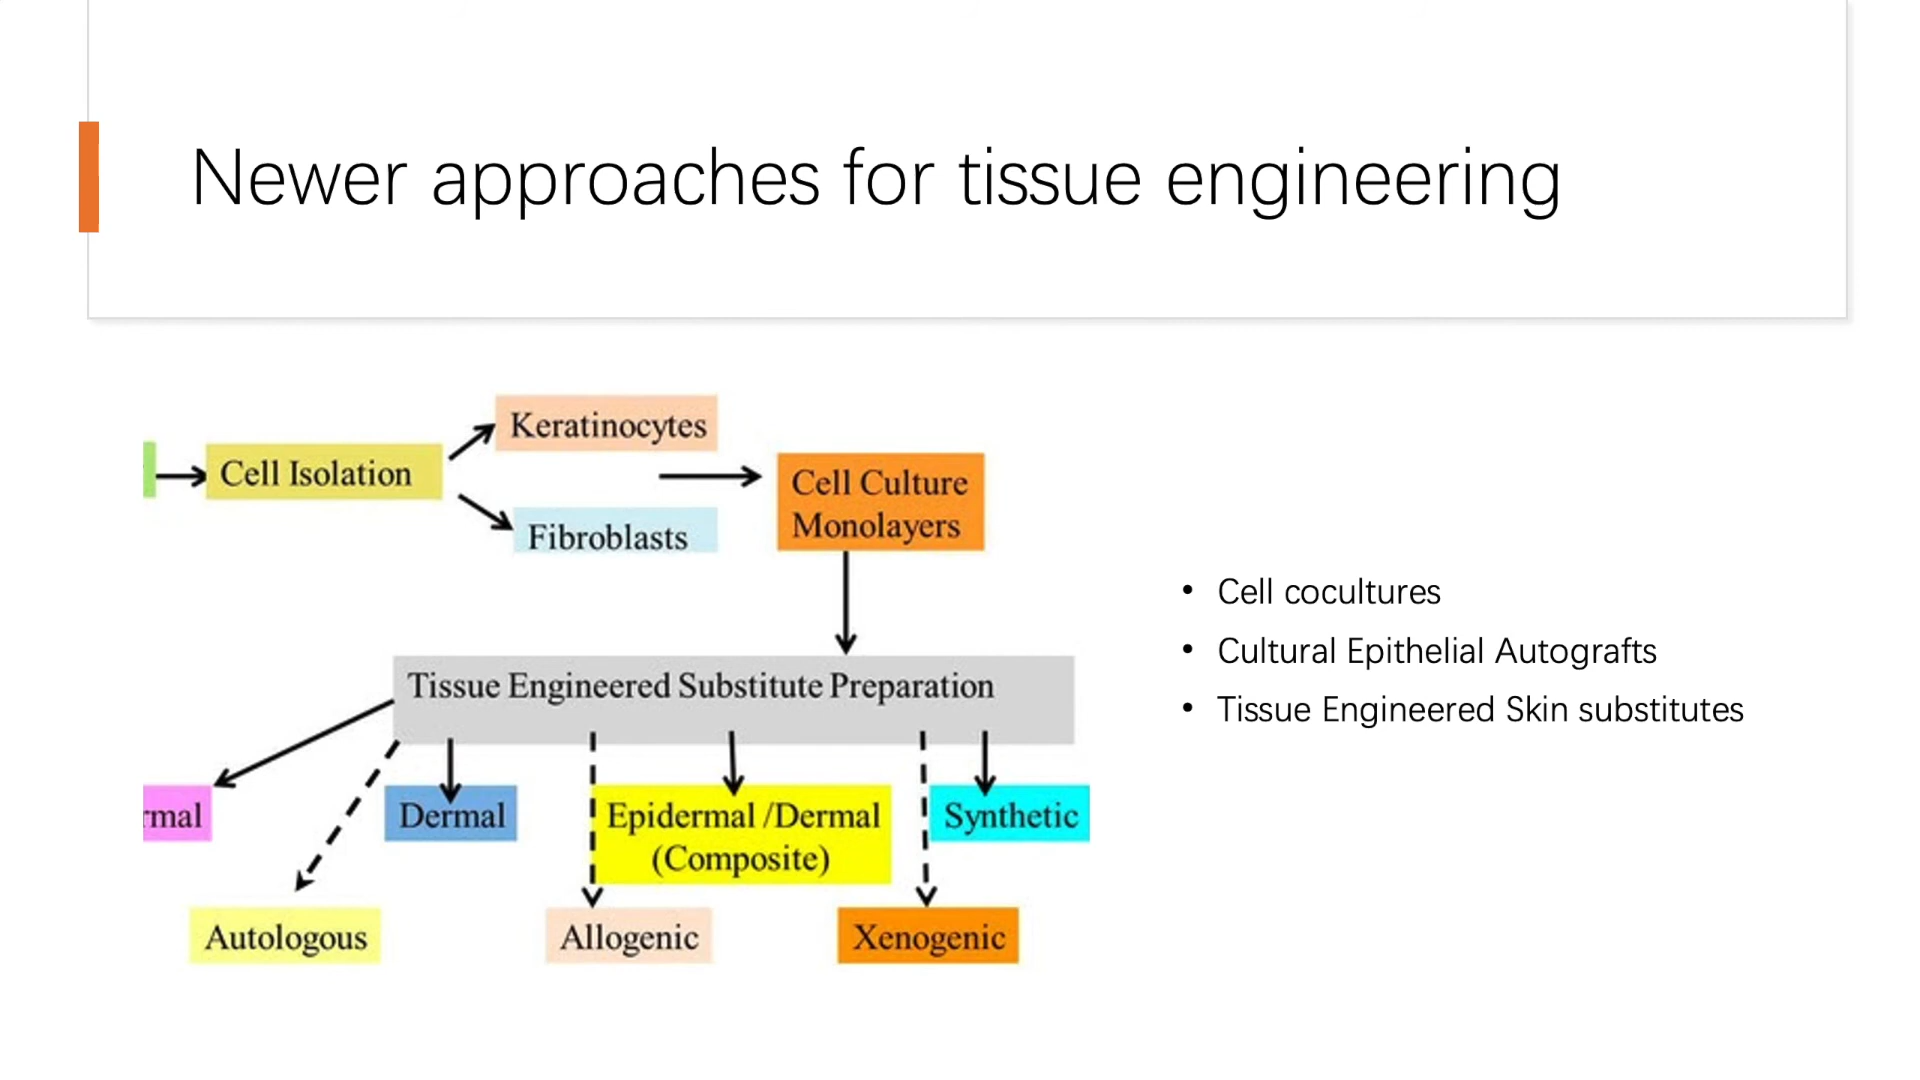 Newer approaches for tissue engineering
Keratinocytes
Cell Isolation
Fibroblasts
Cell Culture
Monolayers
Tissue Engineered Substitute Preparation
Dermal
Epidermal /Dermal
(Composite)
Synthetic
Autologous
Allogenic
Xenogenic
• Cell cocultures
• Cultural Epithelial Autografts
• Tissue Engineered Skin substitutes